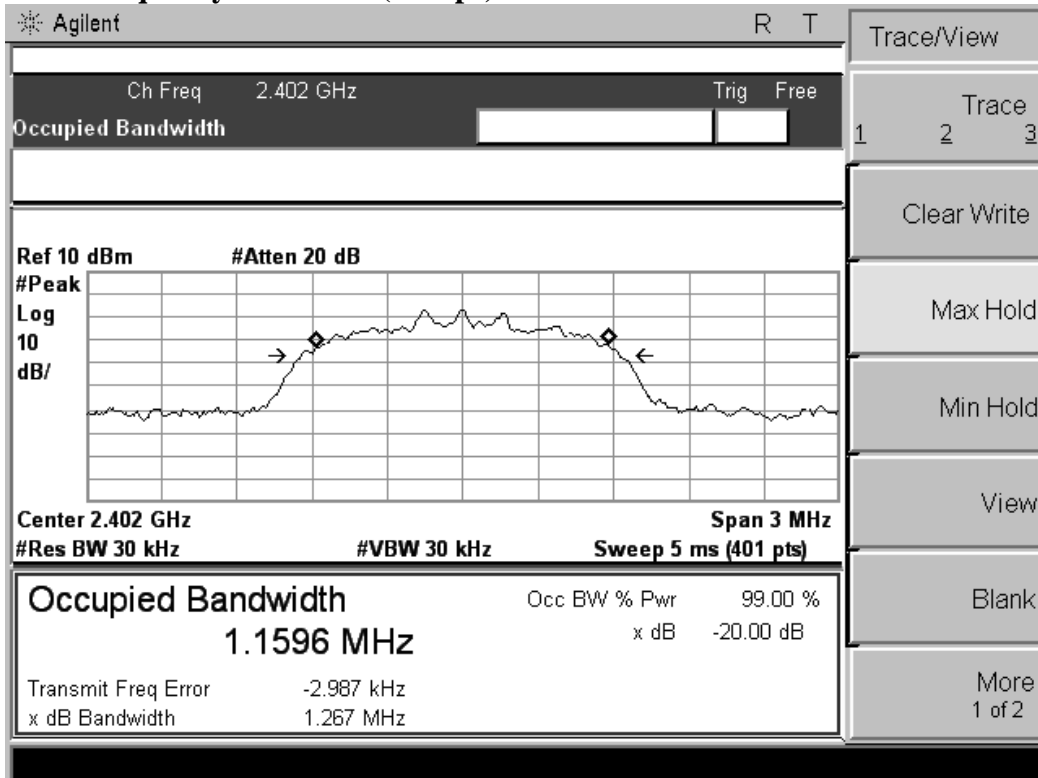 Agilent R T
Trace/View
Ch Freq 2.402 GHz Trig Free
Occupied Bandwidth
Trace
1 2 3
Clear Write
Ref 10 dBm #Atten 20 dB
#Peak
Log
10
dB/
Max Hold
Min Hold
View
Center 2.402 GHz Span 3 MHz
#Res BW 30 kHz #VBW 30 kHz Sweep 5 ms (401 pts)
Occupied Bandwidth
1.1596 MHz
Occ BW % Pwr 99.00 %
x dB -20.00 dB
Transmit Freq Error -2.987 kHz
x dB Bandwidth 1.267 MHz
Blank
More
1 of 2